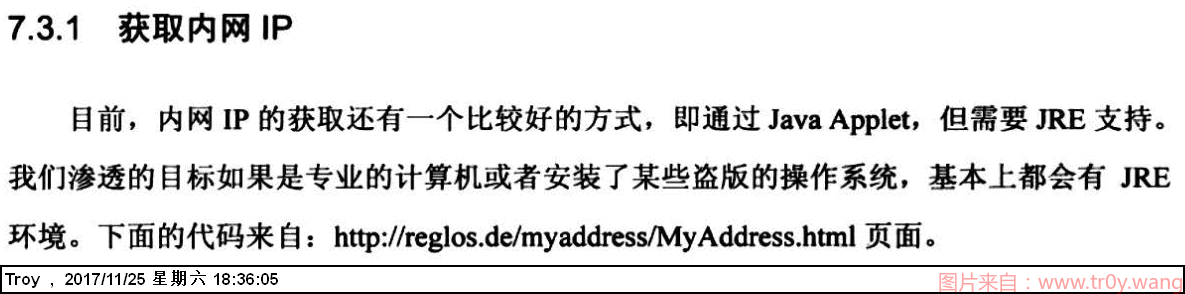 7.3.1 获取内网 IP
目前，内网 IP 的获取还有一个比较好的方式，即通过 Java Applet，但需要 JRE 支持。
我们渗透的目标如果是专业的计算机或者安装了某些盗版的操作系统，基本上都会有 JRE
环境。下面的代码来自：http://reglos.de/myaddress/MyAddress.html 页面。
Troy , 2017/11/25 星期六 18:36:05
图片来自：www.tr0y.wang